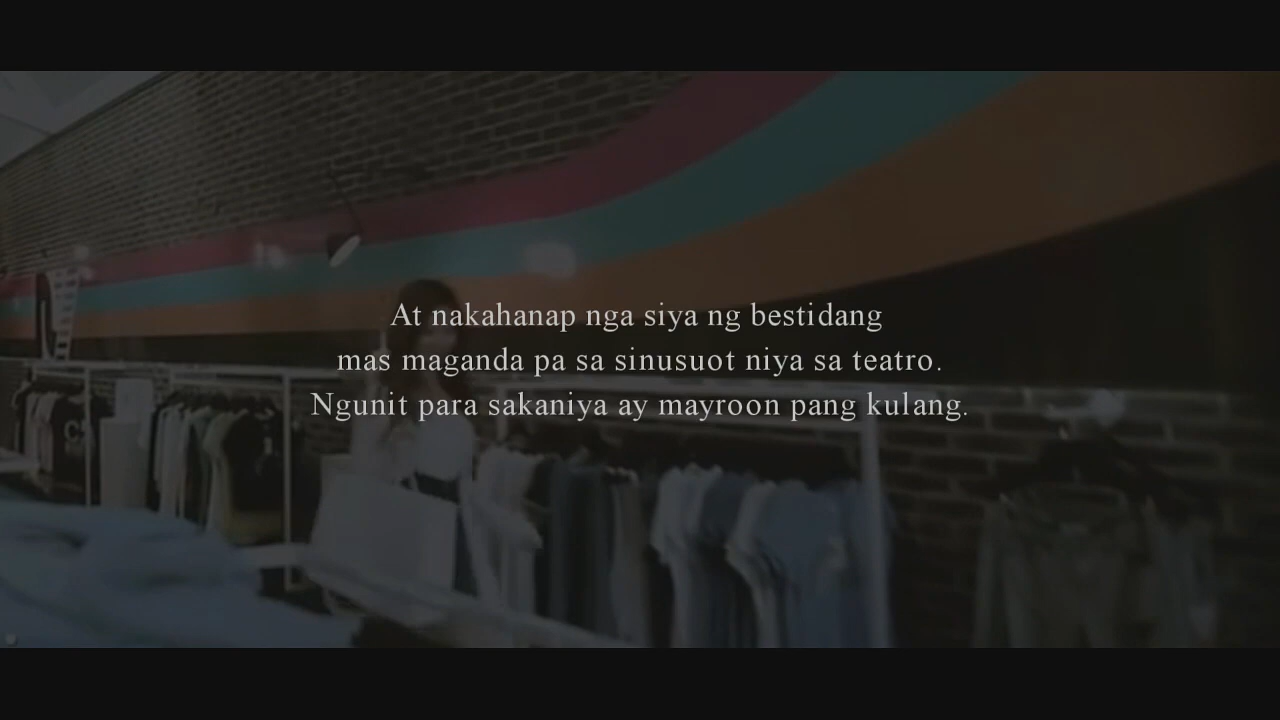 At nakahanap nga siya ng bestidang
mas maganda pa sa sinusuot niya sa teatro.
Ngunit para sakaniya ay mayroon pang kulang.